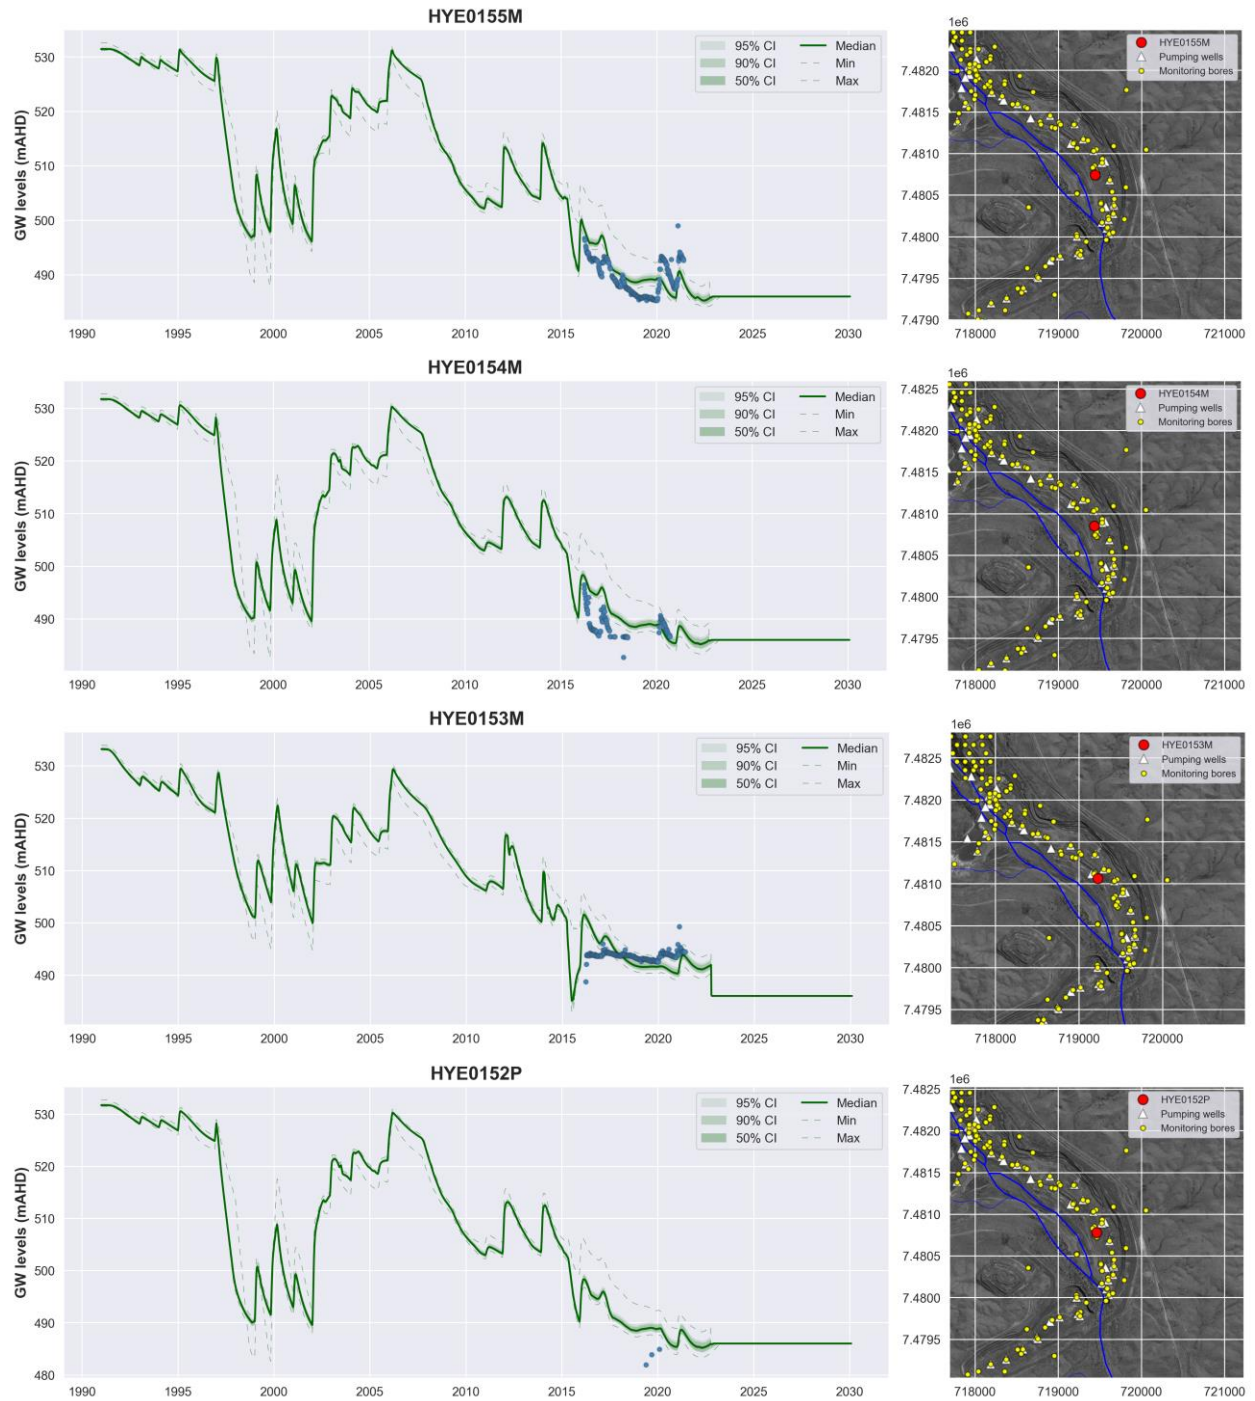 HYE0155M
GW levels (mAHD)
530
520
510
500
490
1990 1995 2000 2005 2010 2015 2020 2025 2030
95% CI Median
90% CI Min
50% CI Max
1e6
HYE0155M
Pumping wells
Monitoring bores
7.4820
7.4815
7.4810
7.4805
7.4800
7.4795
7.4790
718000 719000 720000 721000
HYE0154M
GW levels (mAHD)
530
520
510
500
490
1990 1995 2000 2005 2010 2015 2020 2025 2030
95% CI Median
90% CI Min
50% CI Max
1e6
HYE0154M
Pumping wells
Monitoring bores
7.4825
7.4820
7.4815
7.4810
7.4805
7.4800
7.4795
718000 719000 720000 721000
HYE0153M
GW levels (mAHD)
530
520
510
500
490
1990 1995 2000 2005 2010 2015 2020 2025 2030
95% CI Median
90% CI Min
50% CI Max
1e6
HYE0153M
Pumping wells
Monitoring bores
7.4825
7.4820
7.4815
7.4810
7.4805
7.4800
7.4795
718000 719000 720000
HYE0152P
GW levels (mAHD)
530
520
510
500
490
480
1990 1995 2000 2005 2010 2015 2020 2025 2030
95% CI Median
90% CI Min
50% CI Max
1e6
HYE0152P
Pumping wells
Monitoring bores
7.4825
7.4820
7.4815
7.4810
7.4805
7.4800
7.4795
718000 719000 720000 721000